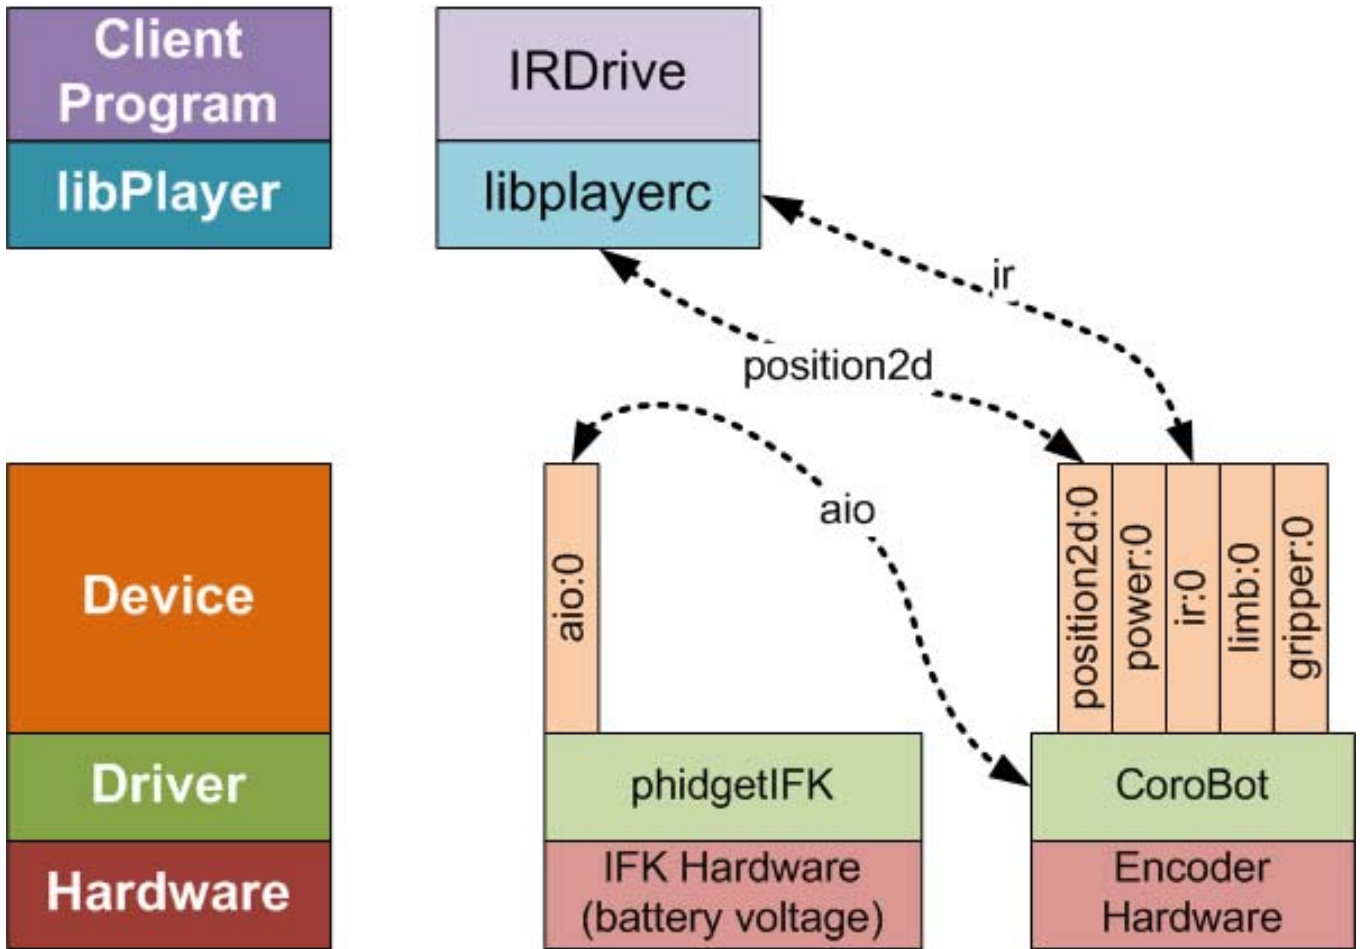 Client
Program
libPlayer
Device
Driver
Hardware
IRDrive
libplayerc
ir
position2d
aio
aio:0
position2d:0
power:0
ir:0
limb:0
gripper:0
phidgetIFK
CoroBot
IFK Hardware
(battery voltage)
Encoder
Hardware